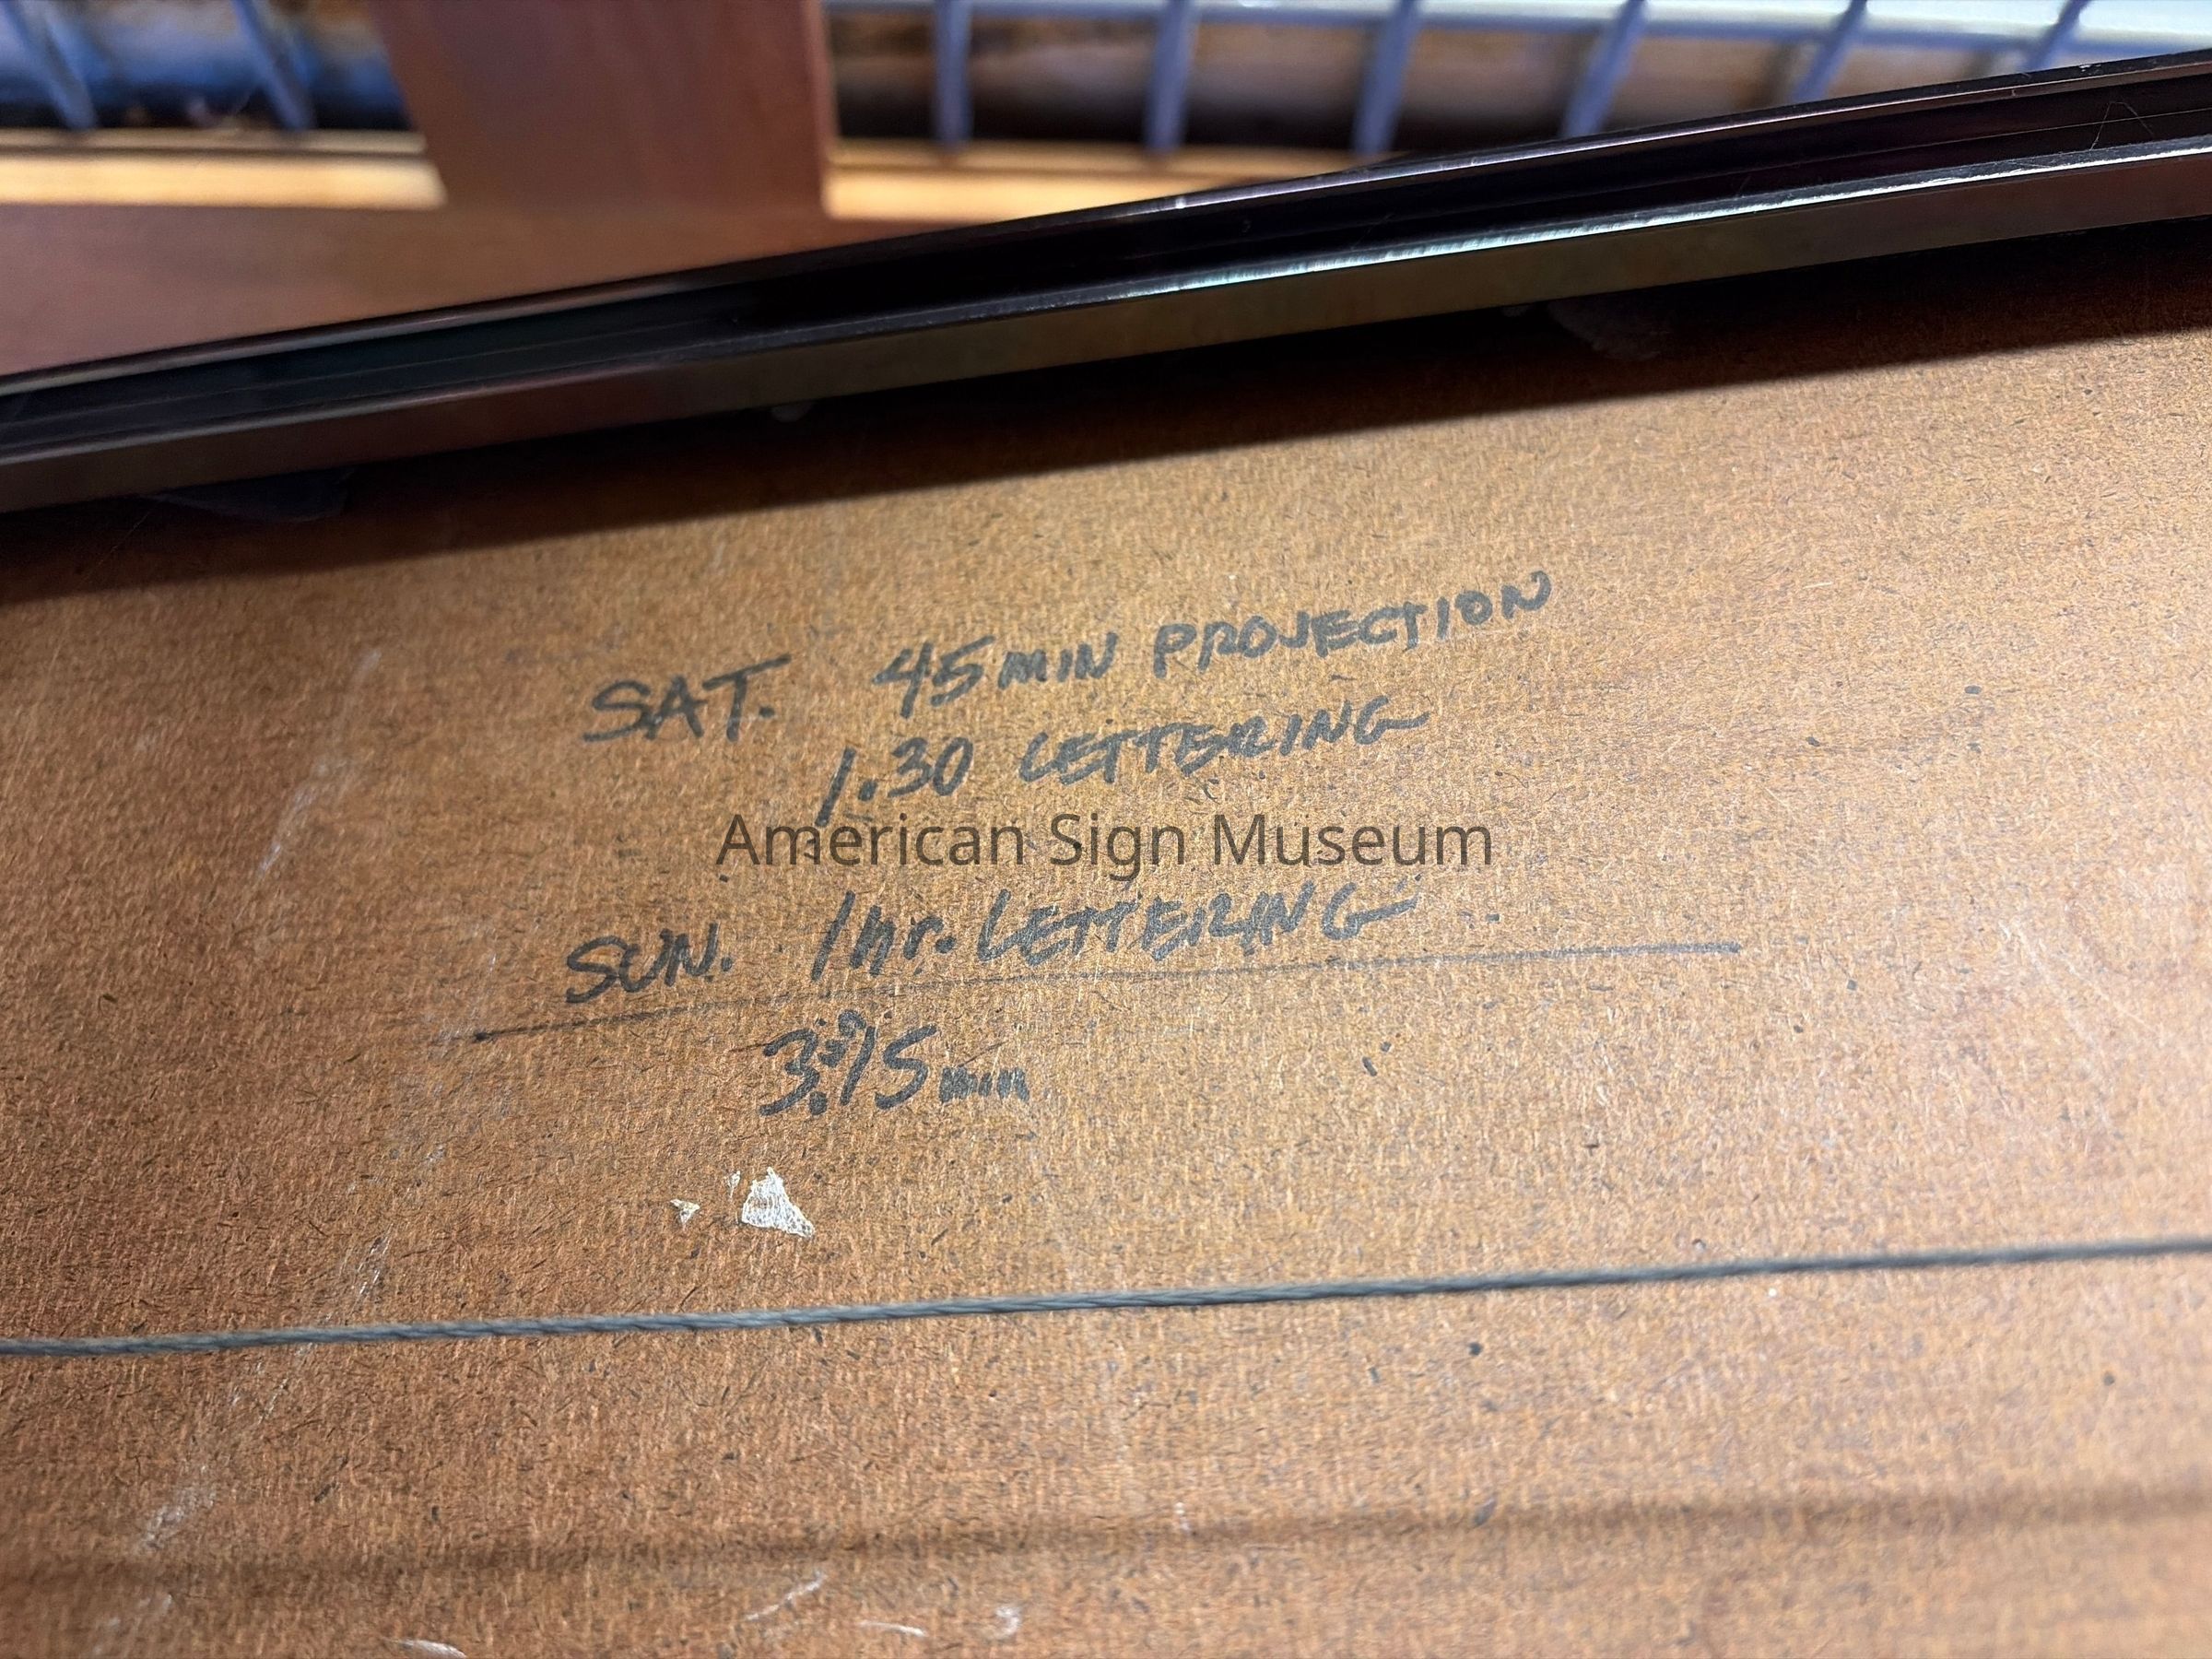 SAT. 45 MIN PROJECTION
1.30 LETTERING
American Sign Museum
SUN. 1 hr. LETTERING
3:15 min